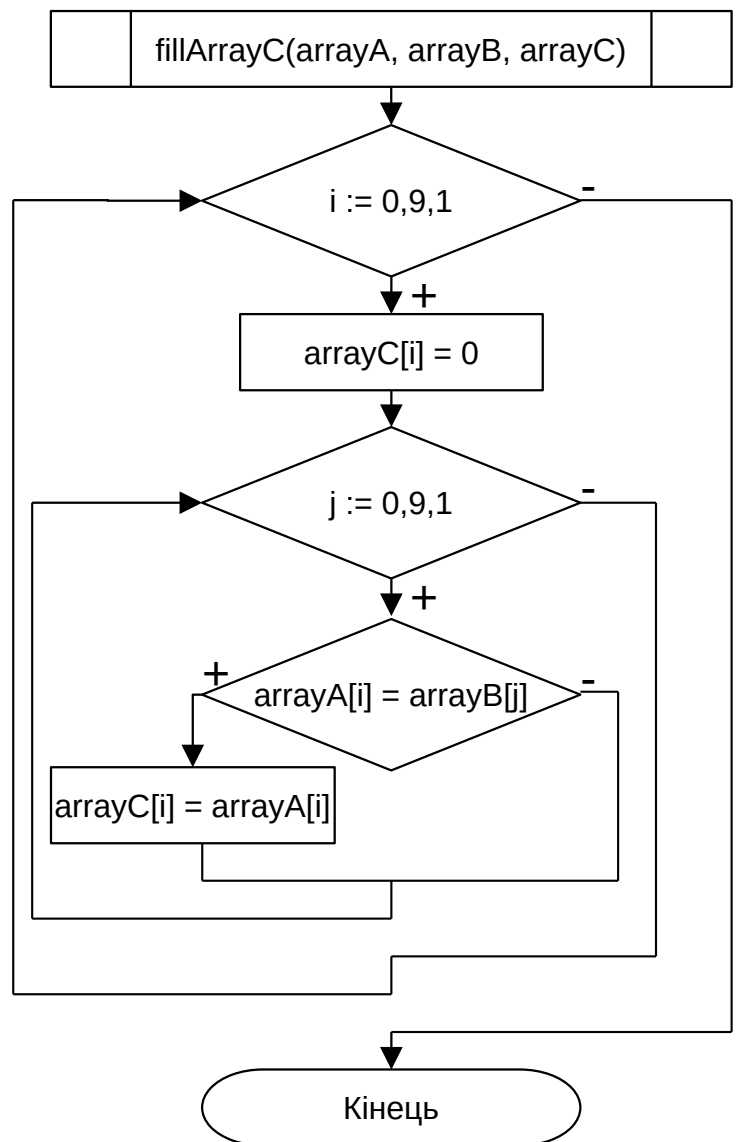 fillArrayC(arrayA, arrayB, arrayC)
i := 0,9,1
-
+
arrayC[i] = 0
j := 0,9,1
-
+
arrayA[i] = arrayB[j]
+
-
arrayC[i] = arrayA[i]
Кінець